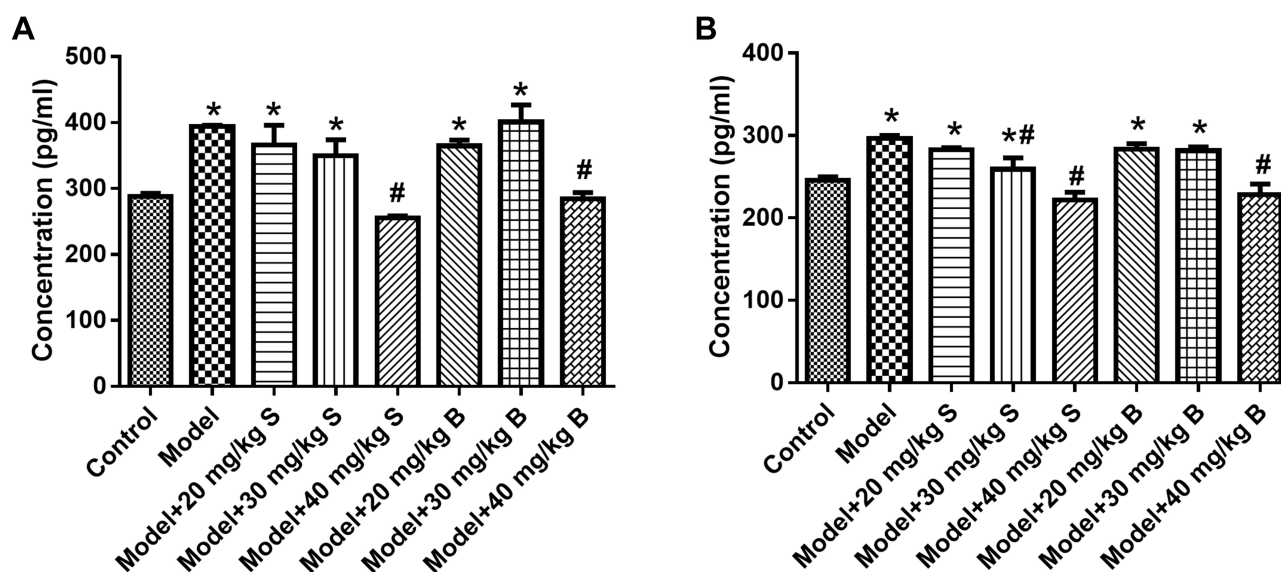 A
Concentration (pg/ml)
500
400
300
200
100
0
* * * # * * #
Control
Model
Model+20 mg/kg S
Model+30 mg/kg S
Model+40 mg/kg S
Model+20 mg/kg B
Model+30 mg/kg B
Model+40 mg/kg B
B
Concentration (pg/ml)
400
300
200
100
0
* * *# # * * #
Control
Model
Model+20 mg/kg S
Model+30 mg/kg S
Model+40 mg/kg S
Model+20 mg/kg B
Model+30 mg/kg B
Model+40 mg/kg B